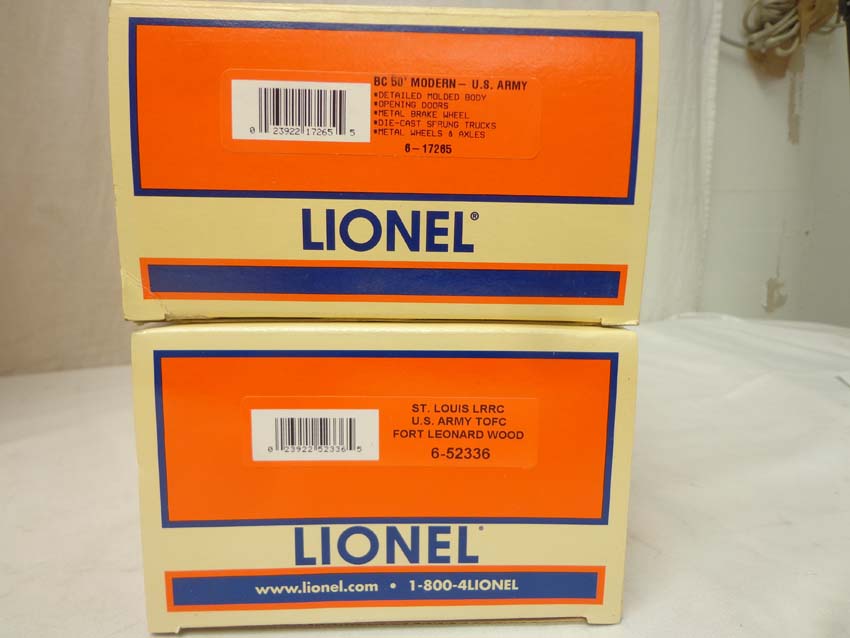 BC 50' MODERN — U.S. ARMY
*DETAILED MOLDED BODY
*OPENING DOORS
*METAL BRAKE WHEEL
*DIE-CAST SPRUNG TRUCKS
*METAL WHEELS & AXLES
6-17265
0 23922 17265 5
LIONEL®
ST. LOUIS LRRC
U.S. ARMY TOFC
FORT LEONARD WOOD
6-52336
0 23922 52336 5
LIONEL®
www.lionel.com • 1-800-4LIONEL